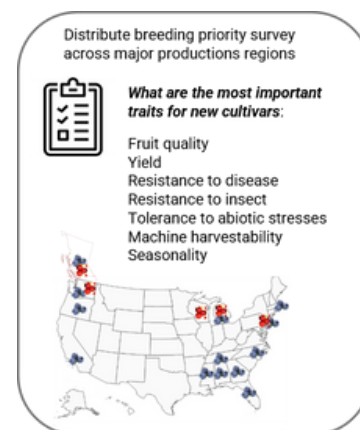 Distribute breeding priority survey
across major productions regions
What are the most important
traits for new cultivars:
Fruit quality
Yield
Resistance to disease
Resistance to insect
Tolerance to abiotic stresses
Machine harvestability
Seasonality